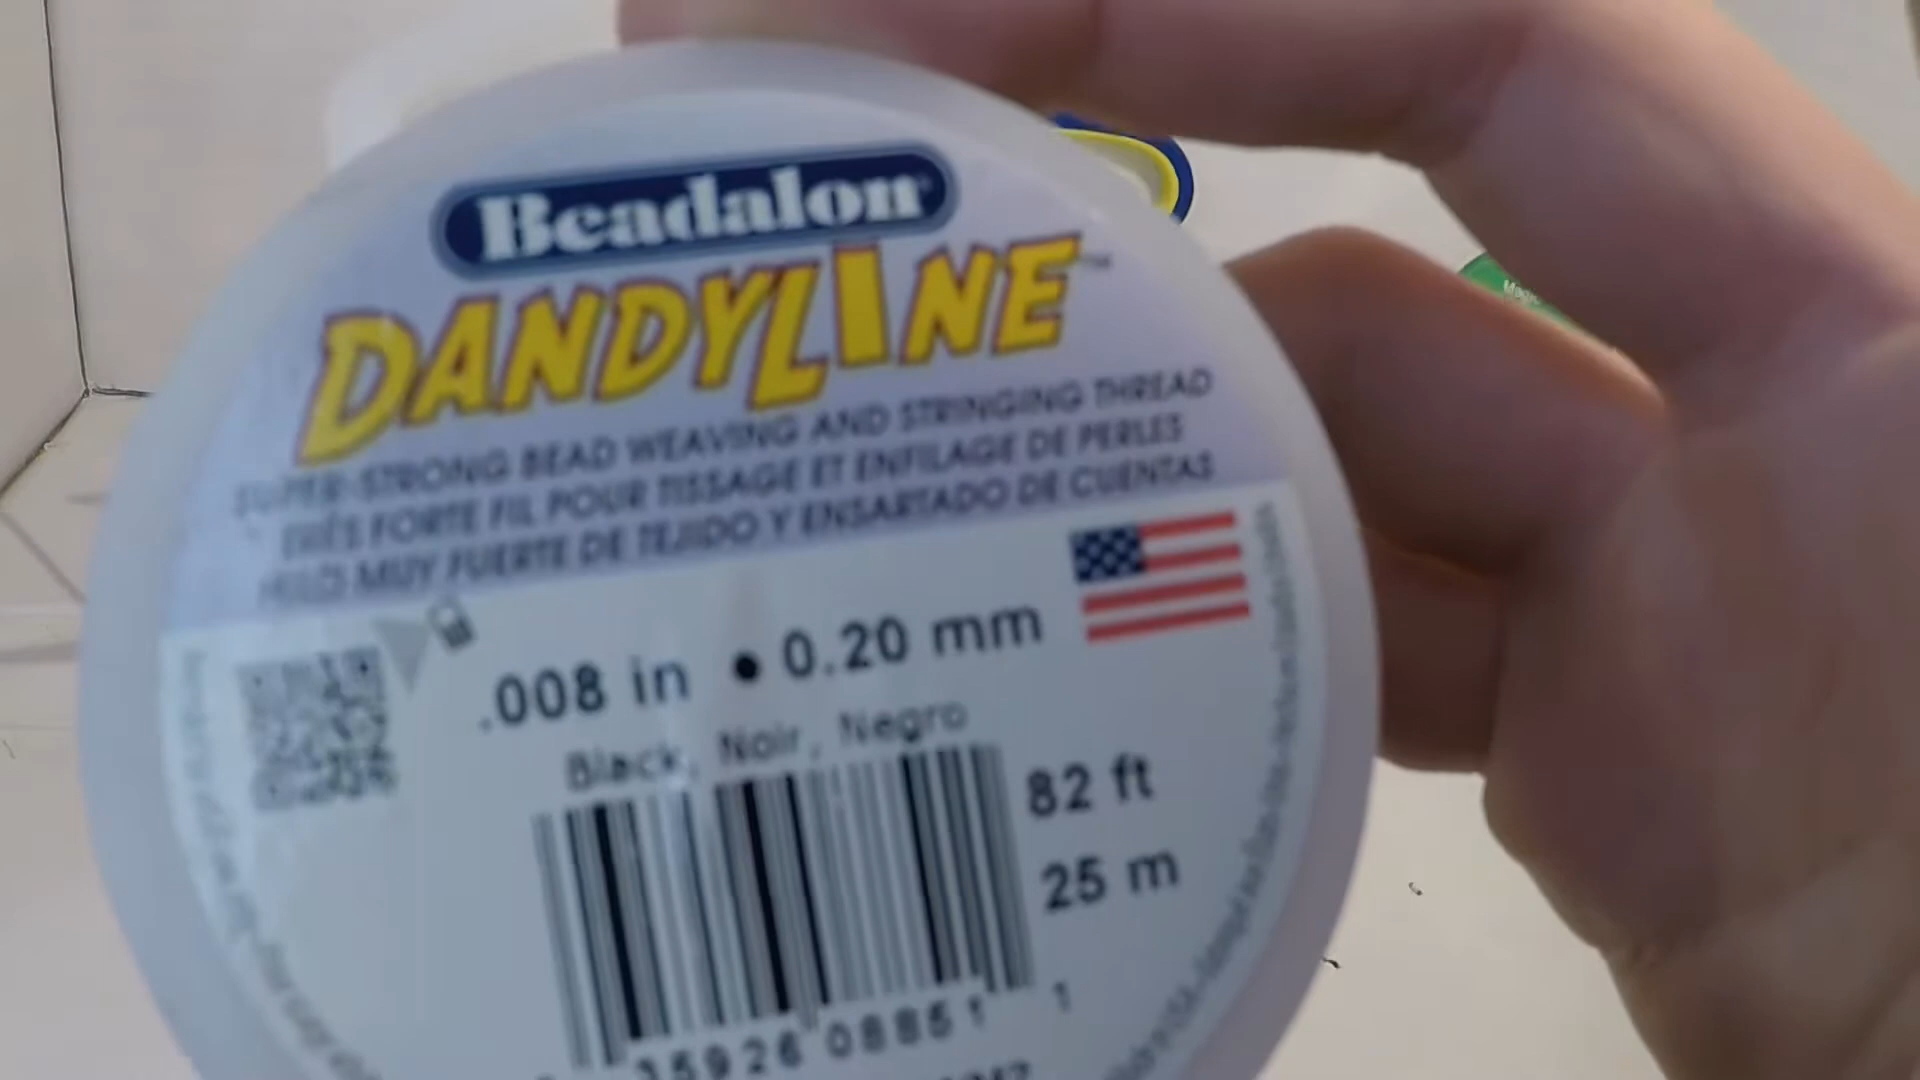 Beadalon
DANDYLINE™
SUPER-STRONG BEAD WEAVING AND STRINGING THREAD
TRÈS FORTE FIL POUR TISSAGE ET ENFILAGE DE PERLES
HILO MUY FUERTE DE TEJIDO Y ENSARTADO DE CUENTAS
.008 in • 0.20 mm
Black, Noir, Negro
82 ft
25 m
35926 08851 1